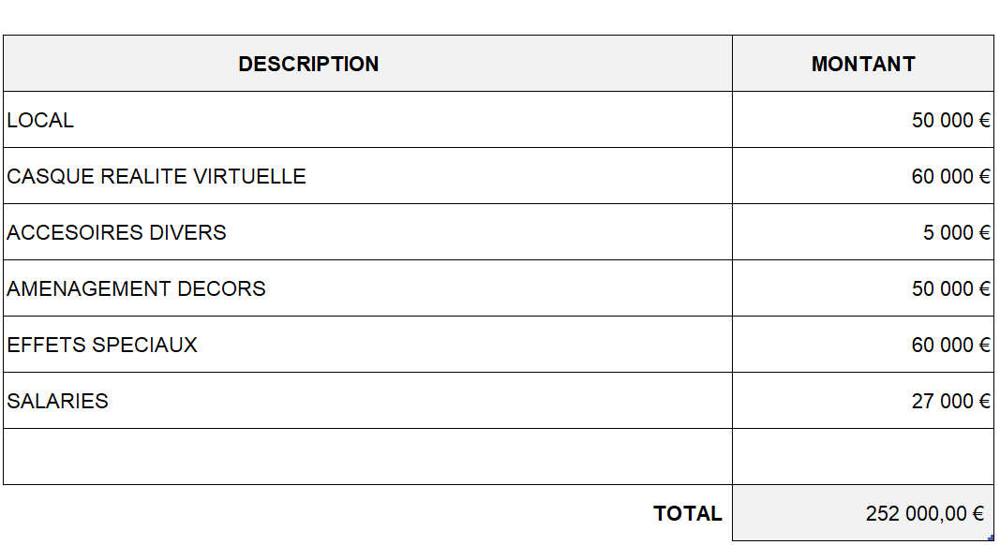 DESCRIPTION MONTANT
LOCAL 50 000 €
CASQUE REALITE VIRTUELLE 60 000 €
ACCESOIRES DIVERS 5 000 €
AMENAGEMENT DECORS 50 000 €
EFFETS SPECIAUX 60 000 €
SALARIES 27 000 €
TOTAL 252 000,00 €